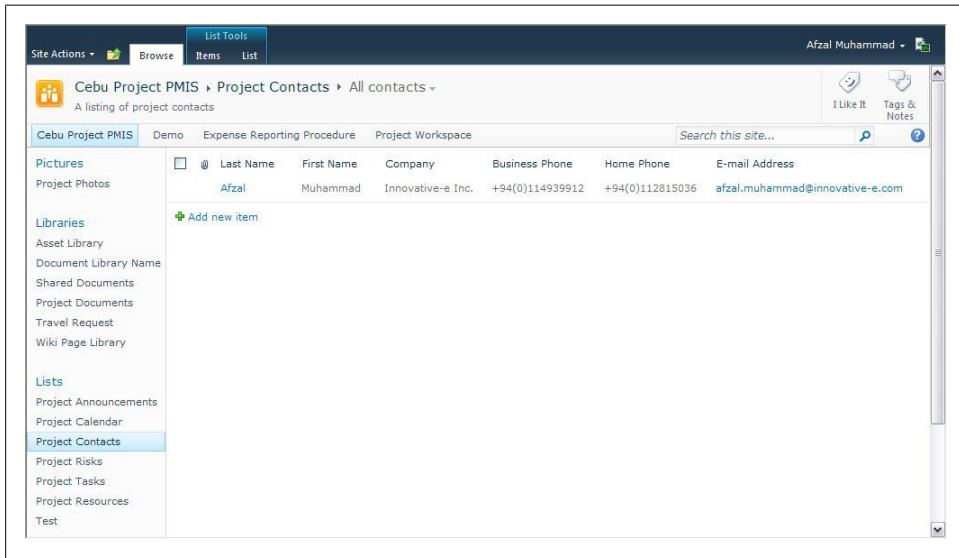 List Tools
Site Actions Browse Items List Afzal Muhammad
Cebu Project PMIS Project Contacts All contacts
A listing of project contacts
I Like It Tags & Notes
Cebu Project PMIS Demo Expense Reporting Procedure Project Workspace Search this site...
Pictures
Project Photos
Libraries
Asset Library
Document Library Name
Shared Documents
Project Documents
Travel Request
Wiki Page Library
Lists
Project Announcements
Project Calendar
Project Contacts
Project Risks
Project Tasks
Project Resources
Test
Last Name First Name Company Business Phone Home Phone E-mail Address
Afzal Muhammad Innovative-e Inc. +94(0)114939912 +94(0)112815036 afzal.muhammad@innovative-e.com
Add new item